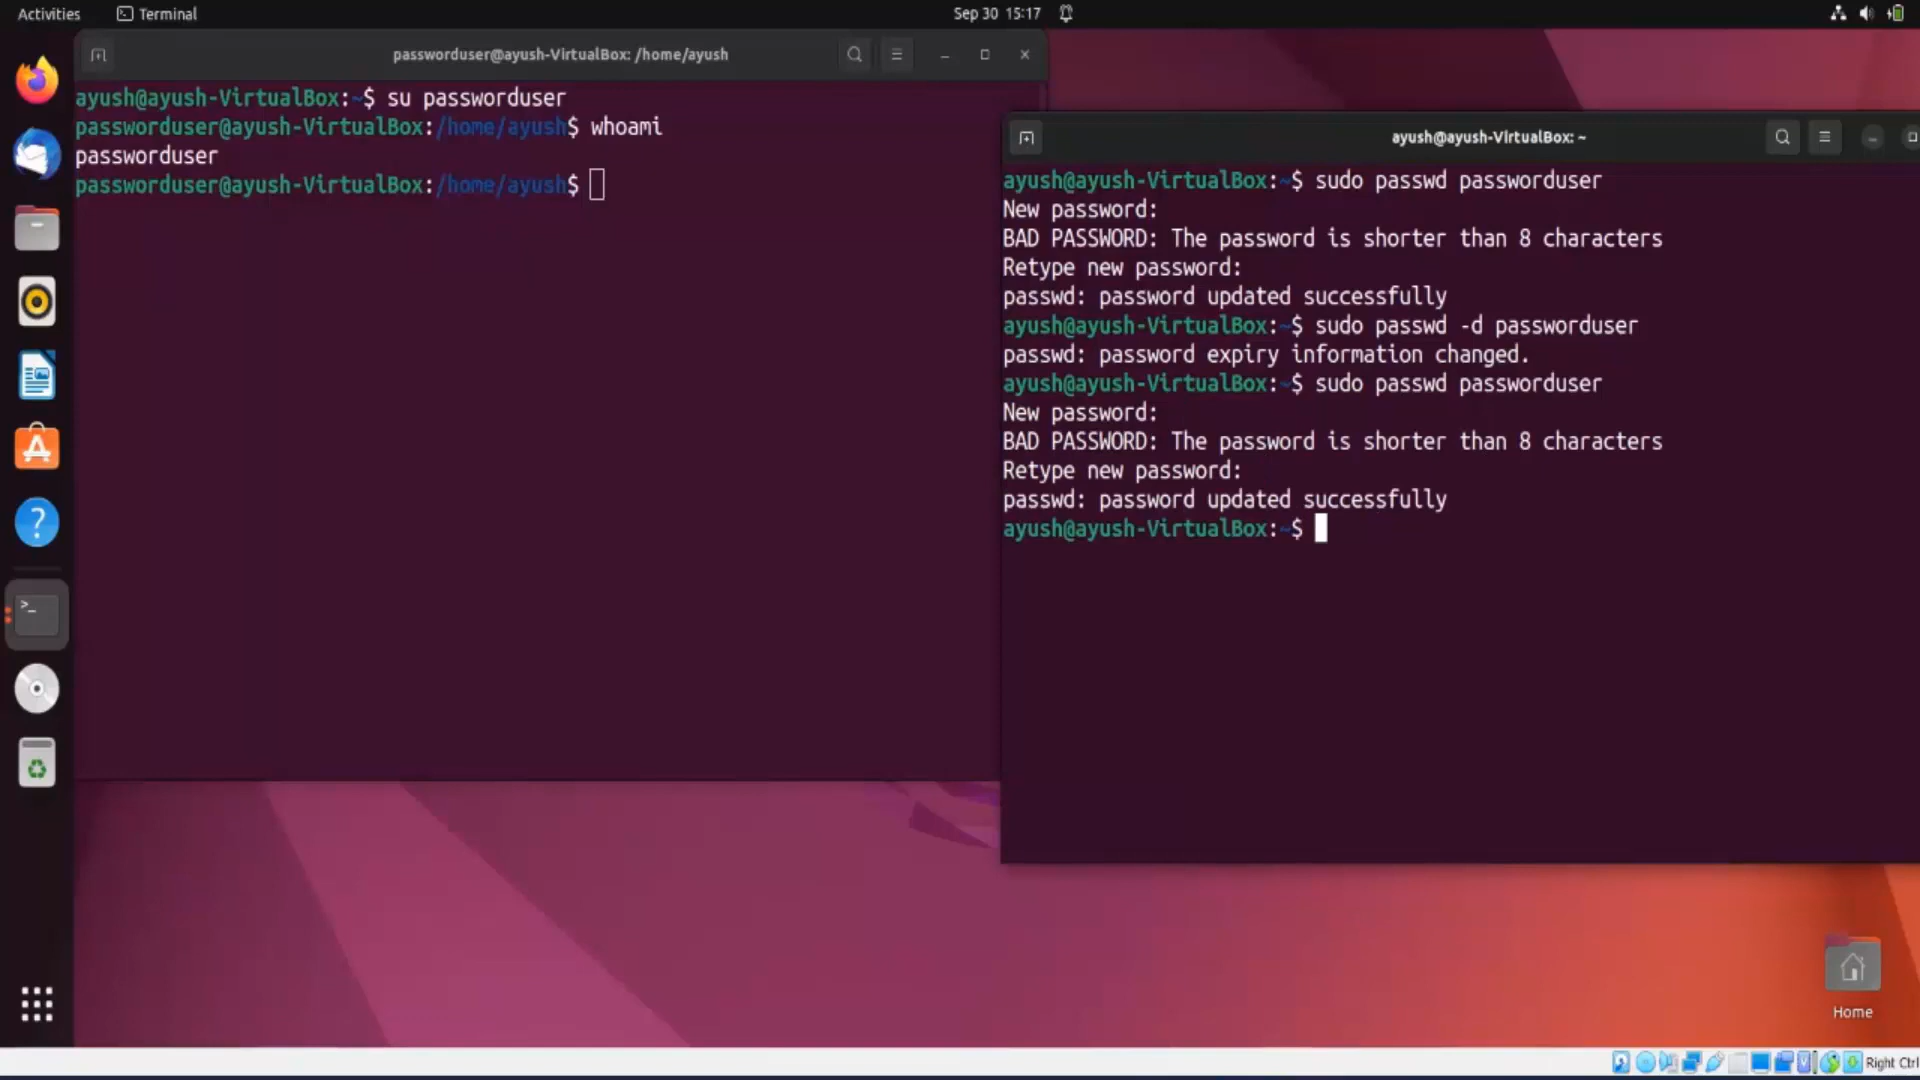 Activities
Terminal
Sep 30 15:17
passworduser@ayush-VirtualBox: /home/ayush
ayush@ayush-VirtualBox:~$ su passworduser
passworduser@ayush-VirtualBox:/home/ayush$ whoami
passworduser
passworduser@ayush-VirtualBox:/home/ayush$
ayush@ayush-VirtualBox: ~
ayush@ayush-VirtualBox:~$ sudo passwd passworduser
New password:
BAD PASSWORD: The password is shorter than 8 characters
Retype new password:
passwd: password updated successfully
ayush@ayush-VirtualBox:~$ sudo passwd -d passworduser
passwd: password expiry information changed.
ayush@ayush-VirtualBox:~$ sudo passwd passworduser
New password:
BAD PASSWORD: The password is shorter than 8 characters
Retype new password:
passwd: password updated successfully
ayush@ayush-VirtualBox:~$
Home
Right Ctrl